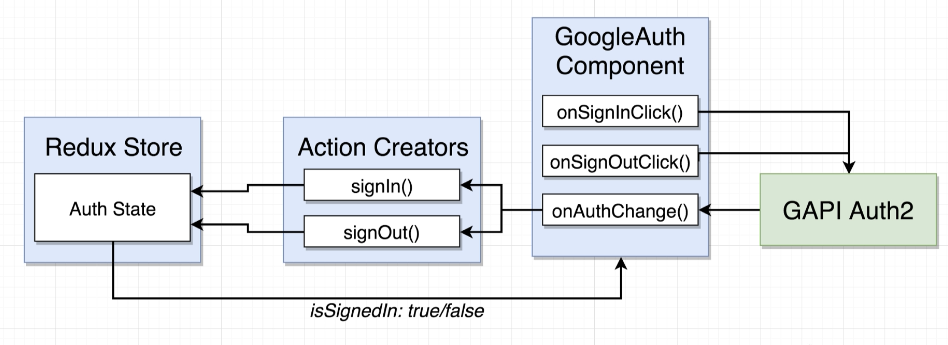 Redux Store
Auth State
Action Creators
signIn()
signOut()
GoogleAuth
Component
onSignInClick()
onSignOutClick()
onAuthChange()
GAPI Auth2
isSignedIn: true/false